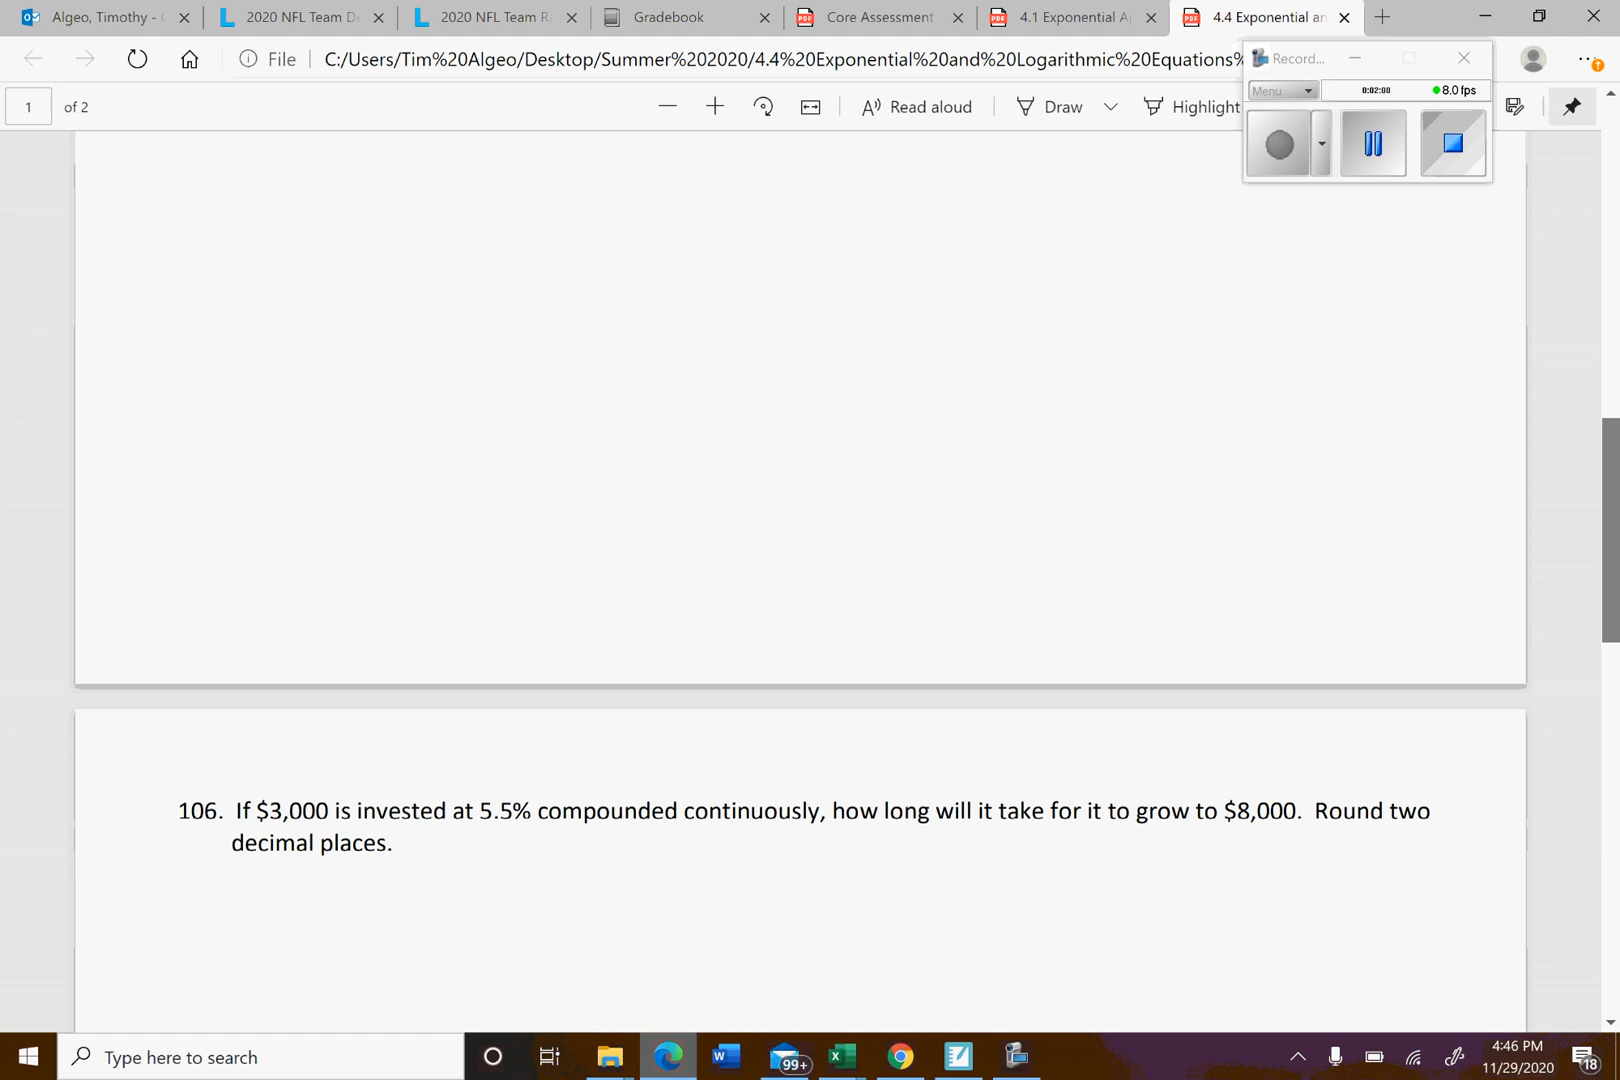 Algeo, Timothy -
2020 NFL Team
2020 NFL Team
Gradebook
Core Assessment
4.1 Exponential
4.4 Exponential an
File
C:/Users/Tim%20Algeo/Desktop/Summer%202020/4.4%20Exponential%20and%20Logarithmic%20Equations%
Record...
Menu
0:02:00
8.0 fps
1
of 2
Read aloud
Draw
Highlight
106. If $3,000 is invested at 5.5% compounded continuously, how long will it take for it to grow to $8,000. Round two
decimal places.
Type here to search
99+
4:46 PM
11/29/2020
18